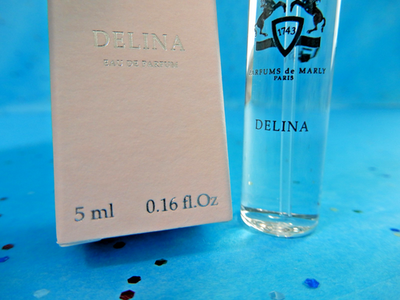 DELINA
EAU DE PARFUM
5 ml 0.16 fl.Oz
1743
PARFUMS de MARLY
PARIS
DELINA